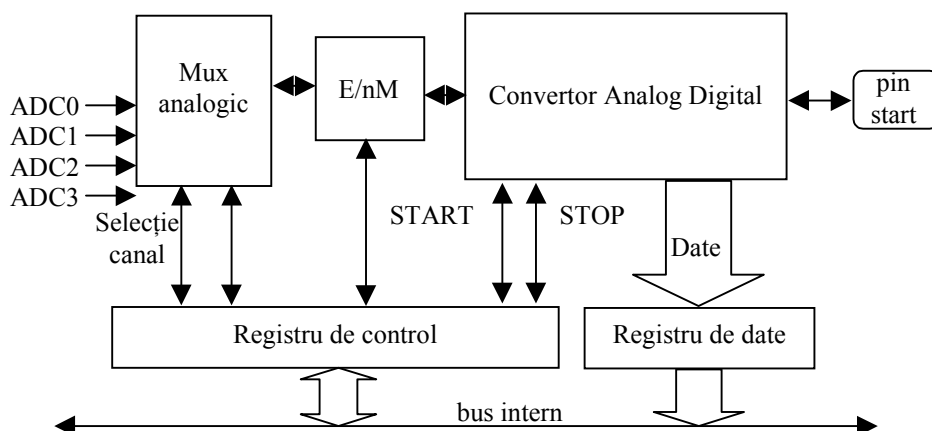 Mux
analogic
E/nM
Convertor Analog Digital
pin
start
ADC0
ADC1
ADC2
ADC3
Selecție
canal
START
STOP
Date
Registru de control
Registru de date
bus intern